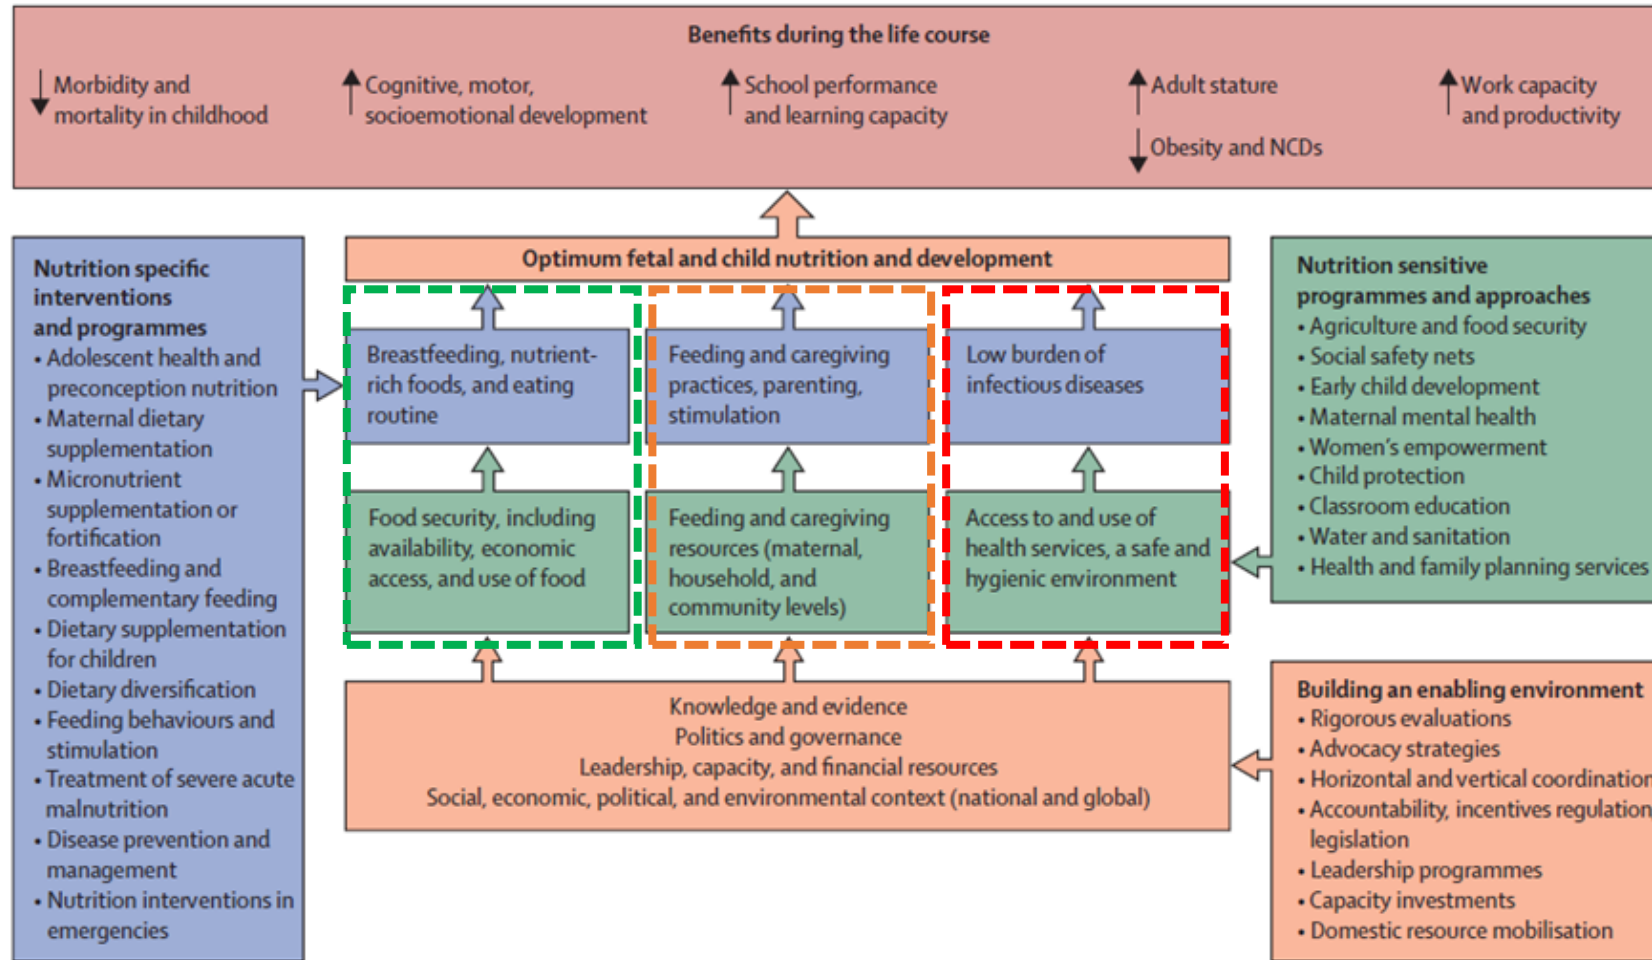 Benefits during the life course
Morbidity and
mortality in childhood
Cognitive, motor,
socioemotional development
School performance
and learning capacity
Adult stature
Obesity and NCDs
Work capacity
and productivity
Nutrition specific
interventions
and programmes
• Adolescent health and
preconception nutrition
• Maternal dietary
supplementation
• Micronutrient
supplementation or
fortification
• Breastfeeding and
complementary feeding
• Dietary supplementation
for children
• Dietary diversification
• Feeding behaviours and
stimulation
• Treatment of severe acute
malnutrition
• Disease prevention and
management
• Nutrition interventions in
emergencies
Optimum fetal and child nutrition and development
Breastfeeding, nutrient-
rich foods, and eating
routine
Feeding and caregiving
practices, parenting,
stimulation
Low burden of
infectious diseases
Food security, including
availability, economic
access, and use of food
Feeding and caregiving
resources (maternal,
household, and
community levels)
Access to and use of
health services, a safe and
hygienic environment
Knowledge and evidence
Politics and governance
Leadership, capacity, and financial resources
Social, economic, political, and environmental context (national and global)
Nutrition sensitive
programmes and approaches
• Agriculture and food security
• Social safety nets
• Early child development
• Maternal mental health
• Women's empowerment
• Child protection
• Classroom education
• Water and sanitation
• Health and family planning services
Building an enabling environment
• Rigorous evaluations
• Advocacy strategies
• Horizontal and vertical coordination
• Accountability, incentives regulation,
legislation
• Leadership programmes
• Capacity investments
• Domestic resource mobilisation